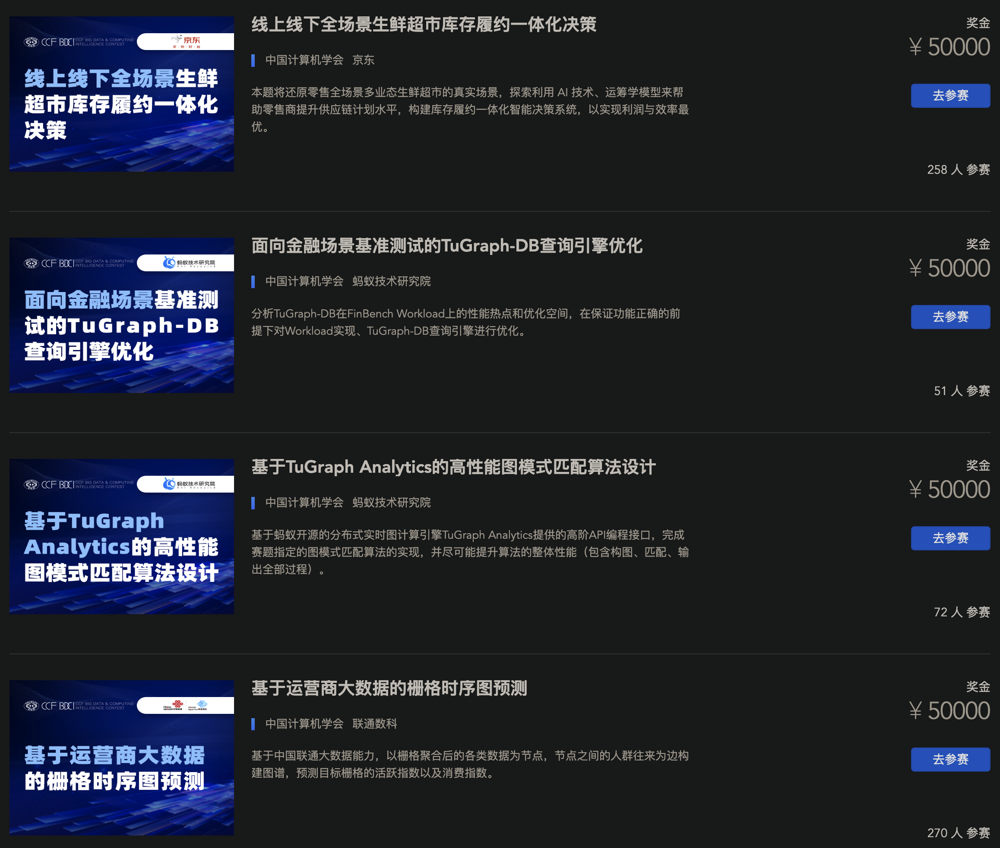 CCF BDCI CCF BIG DATA & COMPUTING INTELLIGENCE CONTEST
京东
多·快·好·省
线上线下全场景生鲜
超市库存履约一体化
决策
线上线下全场景生鲜超市库存履约一体化决策
中国计算机学会 京东
本题将还原零售全场景多业态生鲜超市的真实场景，探索利用 AI 技术、运筹学模型来帮
助零售商提升供应链计划水平，构建库存履约一体化智能决策系统，以实现利润与效率最
优。
奖金
¥ 50000
去参赛
258 人 参赛
CCF BDCI CCF BIG DATA & COMPUTING INTELLIGENCE CONTEST
蚂蚁技术研究院
Ant Research
面向金融场景基准测
试的TuGraph-DB
查询引擎优化
面向金融场景基准测试的TuGraph-DB查询引擎优化
中国计算机学会 蚂蚁技术研究院
分析TuGraph-DB在FinBench Workload上的性能热点和优化空间，在保证功能正确的前
提下对Workload实现、TuGraph-DB查询引擎进行优化。
奖金
¥ 50000
去参赛
51 人 参赛
CCF BDCI CCF BIG DATA & COMPUTING INTELLIGENCE CONTEST
蚂蚁技术研究院
Ant Research
基于TuGraph
Analytics的高性能
图模式匹配算法设计
基于TuGraph Analytics的高性能图模式匹配算法设计
中国计算机学会 蚂蚁技术研究院
基于蚂蚁开源的分布式实时图计算引擎TuGraph Analytics提供的高阶API编程接口，完成
赛题指定的图模式匹配算法的实现，并尽可能提升算法的整体性能（包含构图、匹配、输
出全部过程）。
奖金
¥ 50000
去参赛
72 人 参赛
CCF BDCI CCF BIG DATA & COMPUTING INTELLIGENCE CONTEST
China unicom中国联通
基于运营商大数据
的栅格时序图预测
基于运营商大数据的栅格时序图预测
中国计算机学会 联通数科
基于中国联通大数据能力，以栅格聚合后的各类数据为节点，节点之间的人群往来为边构
建图谱，预测目标栅格的活跃指数以及消费指数。
奖金
¥ 50000
去参赛
270 人 参赛